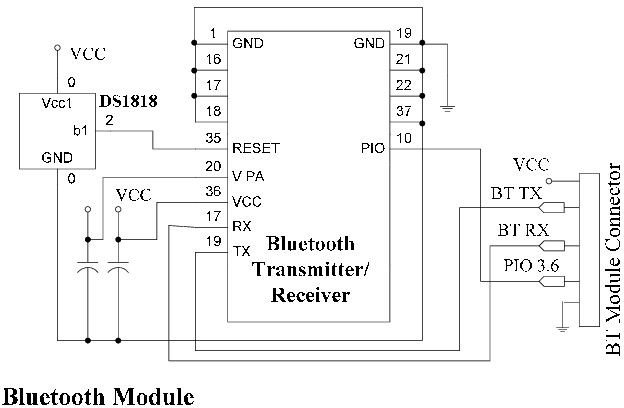 VCC
0
DS1818
Vcc1
b1
2
GND
0
VCC
1
GND
16
17
18
35
RESET
20
V PA
36
VCC
17
RX
19
TX
GND
19
21
22
37
PIO
10
Bluetooth
Transmitter/
Receiver
VCC
BT TX
BT RX
PIO 3.6
BT Module Connector
Bluetooth Module